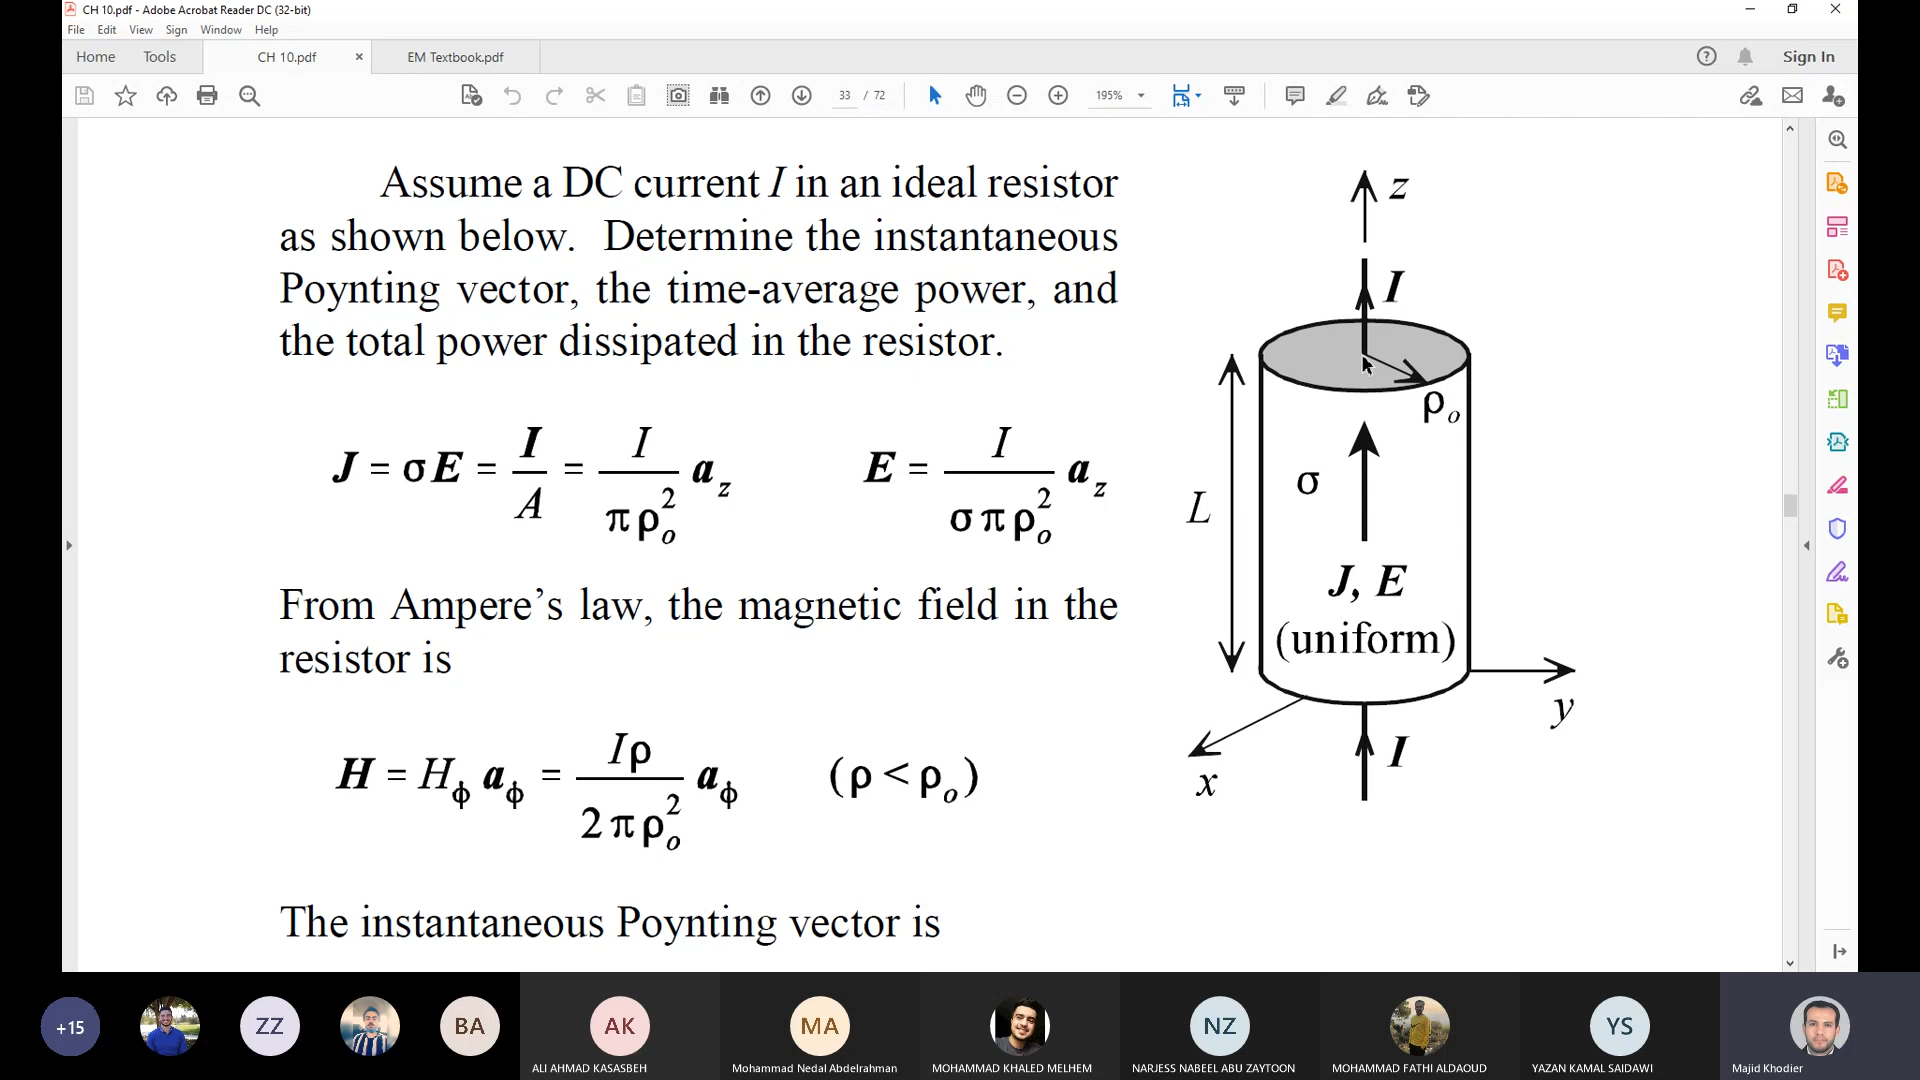 CH 10.pdf - Adobe Acrobat Reader DC (32-bit)
File Edit View Sign Window Help
Home Tools CH 10.pdf × EM Textbook.pdf Sign In
33 / 72 195%
Assume a DC current I in an ideal resistor
as shown below. Determine the instantaneous
Poynting vector, the time-average power, and
the total power dissipated in the resistor.
J = σE = I/A = I/(πρₒ²) a_z E = I/(σπρₒ²) a_z
From Ampere’s law, the magnetic field in the
resistor is
H = H_ϕ a_ϕ = Iρ/(2πρₒ²) a_ϕ (ρ < ρₒ)
The instantaneous Poynting vector is
z
I
ρₒ
σ
L
J, E
(uniform)
y
x
I
+15 ZZ BA AK MA NZ YS
ALI AHMAD KASASBEH Mohammad Nedal Abdelrahman MOHAMMAD KHALED MELHEM NARJESS NABEEL ABU ZAYTOON MOHAMMAD FATHI ALDAOUD YAZAN KAMAL SAIDAWI Majid Khodier